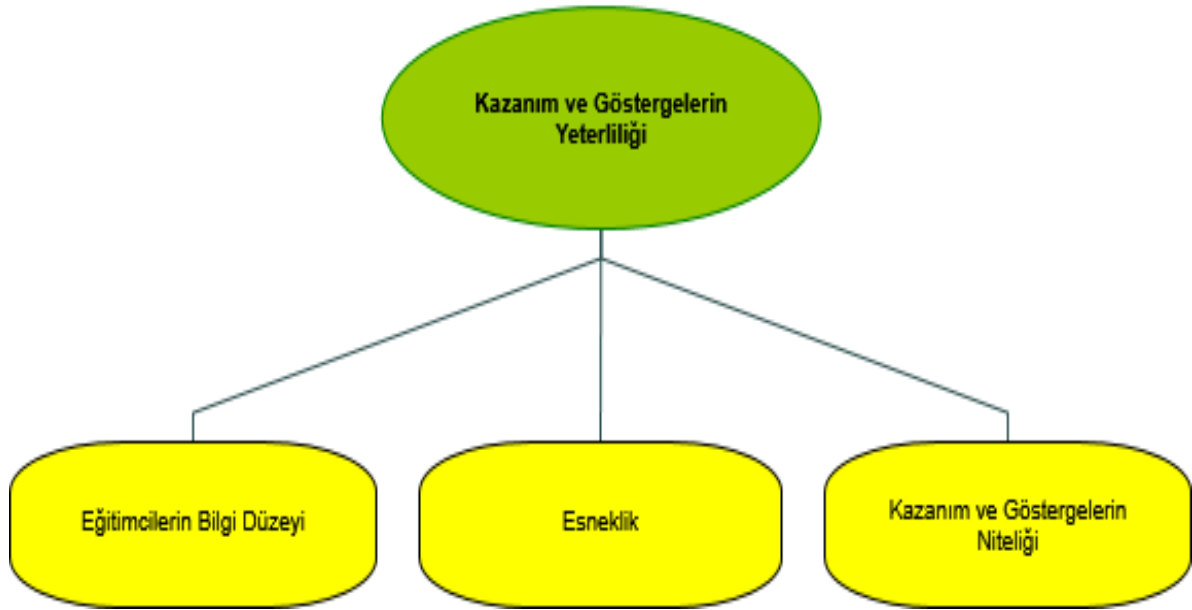 Kazanım ve Göstergelerin
Yeterliliği
Eğitimcilerin Bilgi Düzeyi
Esneklik
Kazanım ve Göstergelerin
Niteliği